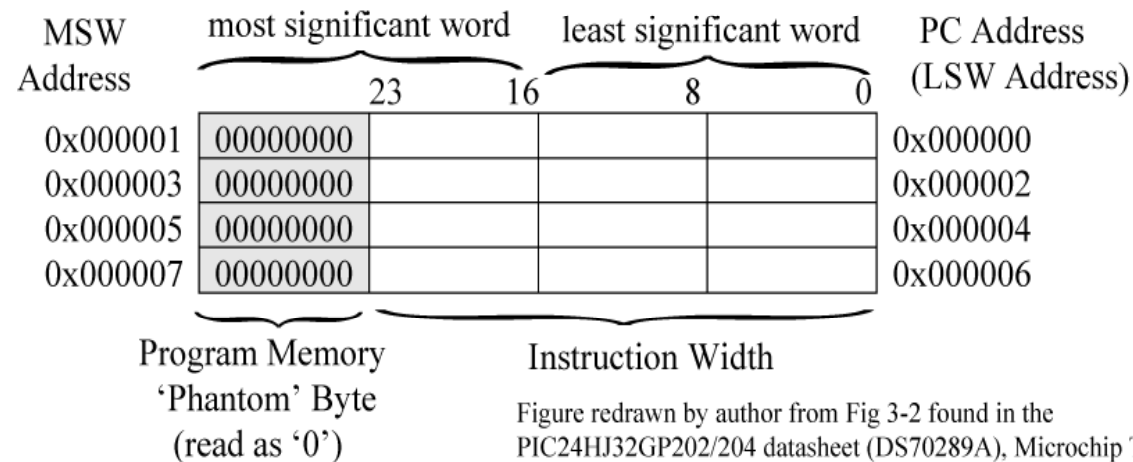 MSW Address
most significant word
least significant word
PC Address (LSW Address)
23 16 8 0
0x000001 00000000 0x000000
0x000003 00000000 0x000002
0x000005 00000000 0x000004
0x000007 00000000 0x000006
Program Memory
‘Phantom’ Byte
(read as ‘0’)
Instruction Width
Figure redrawn by author from Fig 3-2 found in the
PIC24HJ32GP202/204 datasheet (DS70289A), Microchip